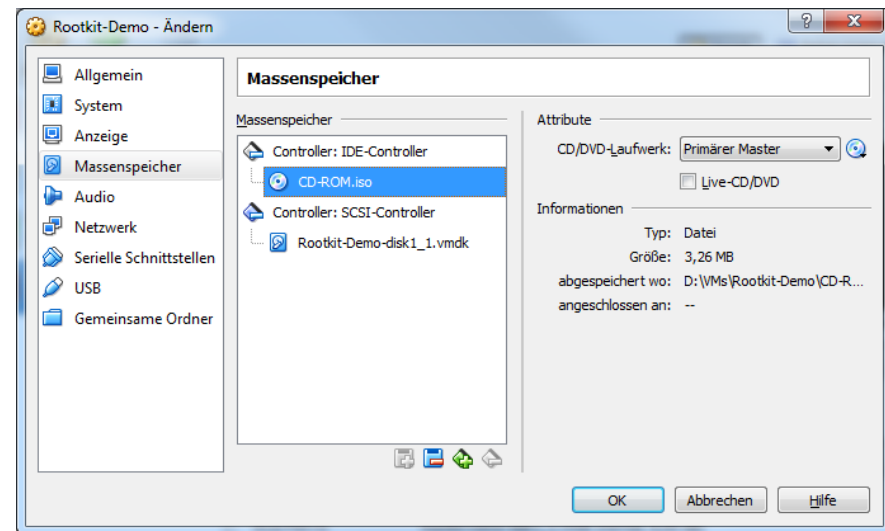 Rootkit-Demo - Ändern
?
X
Allgemein
System
Anzeige
Massenspeicher
Audio
Netzwerk
Serielle Schnittstellen
USB
Gemeinsame Ordner
Massenspeicher
Massenspeicher
Controller: IDE-Controller
CD-ROM.iso
Controller: SCSI-Controller
Rootkit-Demo-disk1_1.vmdk
Attribute
CD/DVD-Laufwerk: Primärer Master
Live-CD/DVD
Informationen
Typ: Datei
Größe: 3,26 MB
abgespeichert wo: D:\VMs\Rootkit-Demo\CD-R...
angeschlossen an: --
OK Abbrechen Hilfe